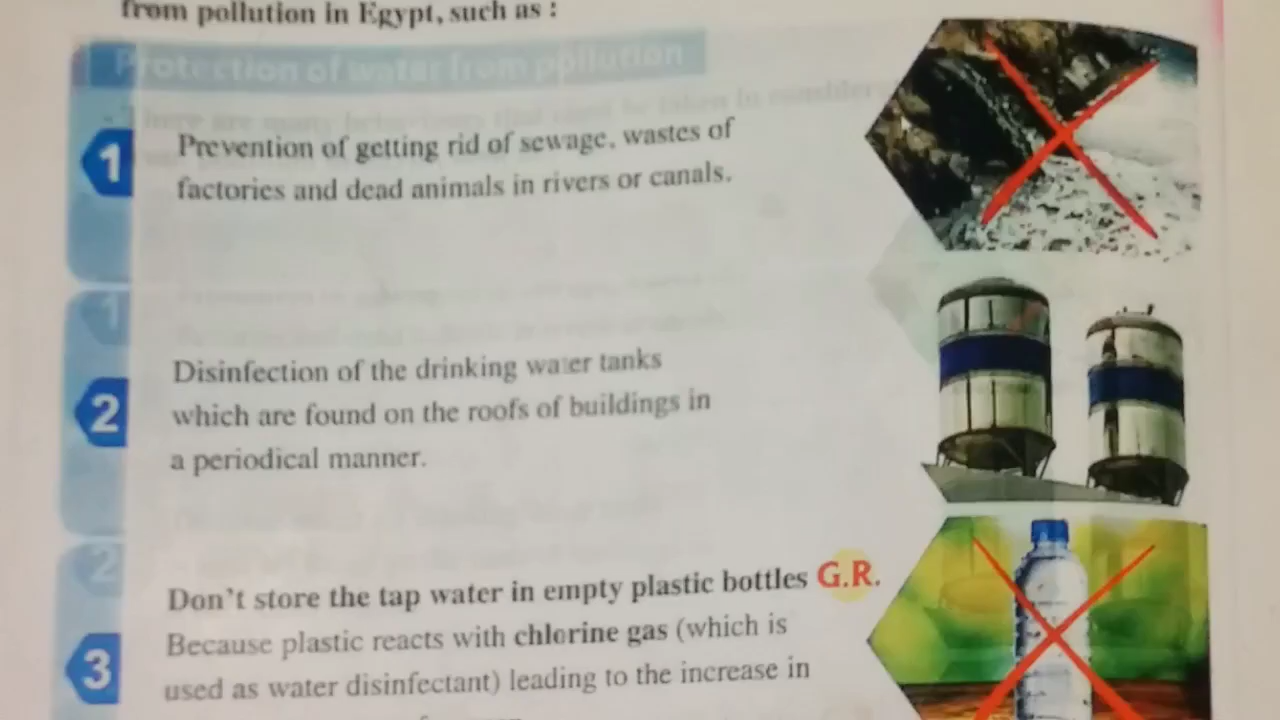 from pollution in Egypt, such as :
Protection of water from pollution
1
Prevention of getting rid of sewage, wastes of
factories and dead animals in rivers or canals.
1
2
Disinfection of the drinking water tanks
which are found on the roofs of buildings in
a periodical manner.
2
3
Don't store the tap water in empty plastic bottles G.R.
Because plastic reacts with chlorine gas (which is
used as water disinfectant) leading to the increase in